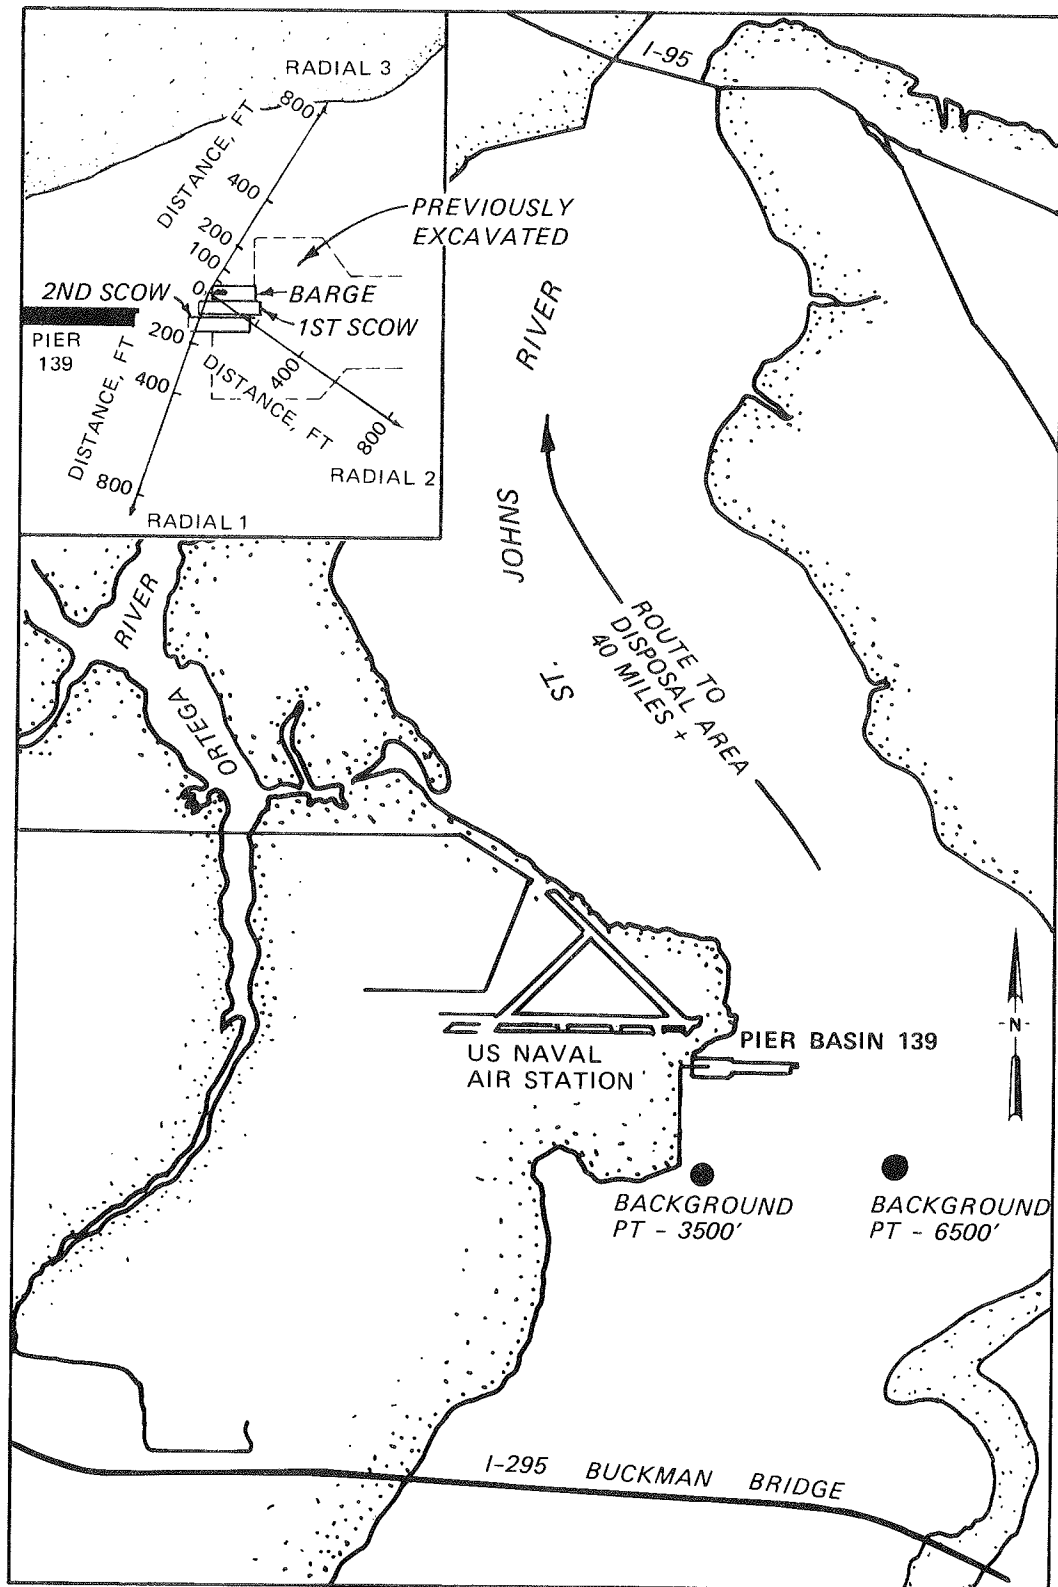 RADIAL 3
800
DISTANCE, FT
400
200
100
0
I-95
PREVIOUSLY
EXCAVATED
2ND SCOW
BARGE
1ST SCOW
PIER
139
200
400
800
DISTANCE, FT
DISTANCE, FT
400
800
RADIAL 2
RADIAL 1
ST.
JOHNS
RIVER
ORTEGA
RIVER
ROUTE TO
DISPOSAL AREA
40 MILES +
N
PIER BASIN 139
US NAVAL
AIR STATION
BACKGROUND
PT - 3500'
BACKGROUND
PT - 6500'
I-295 BUCKMAN BRIDGE